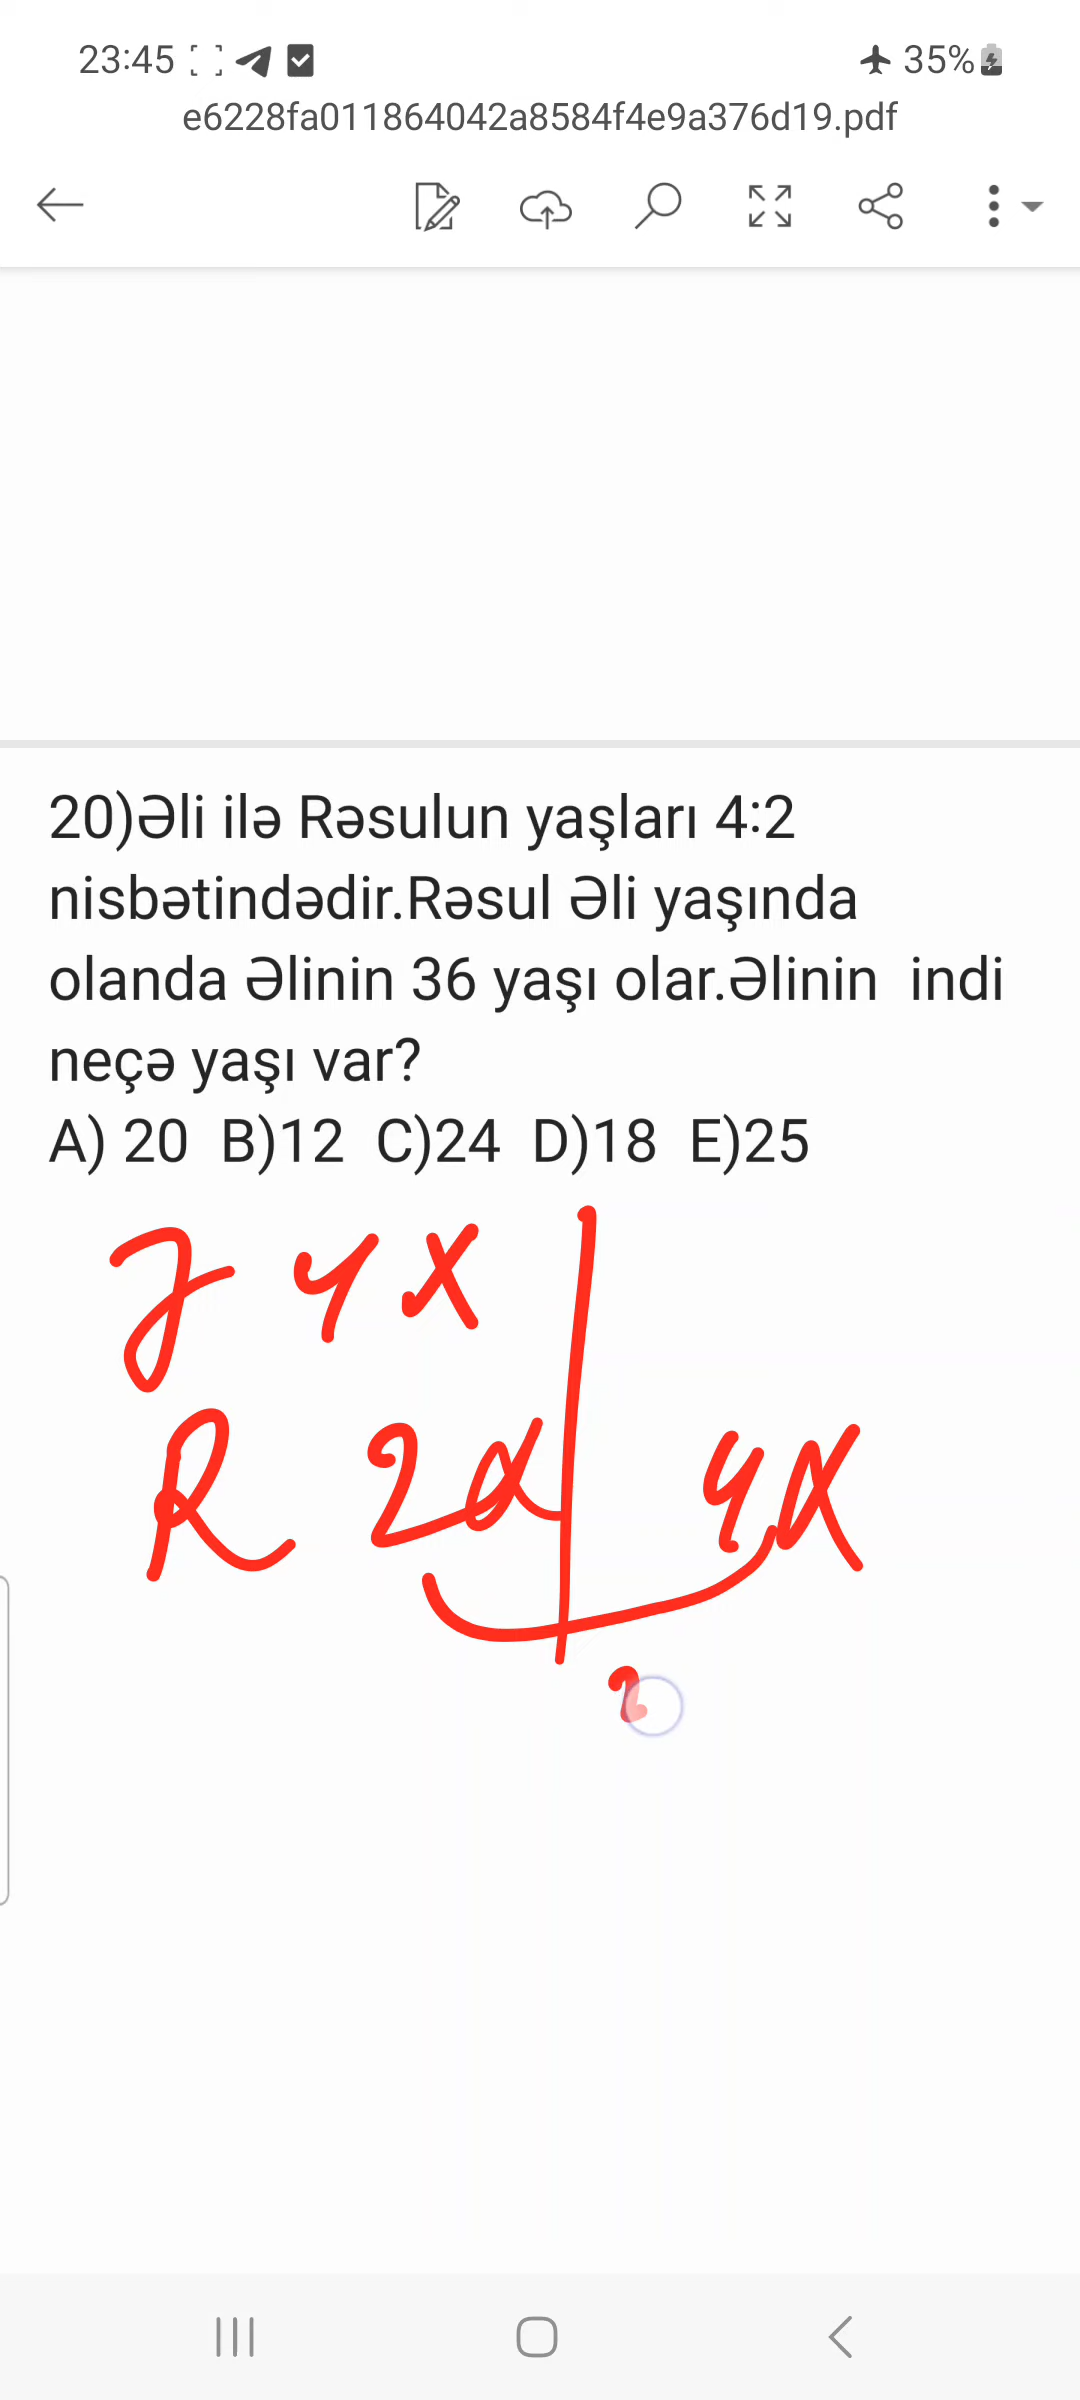 23:45 35%
e6228fa011864042a8584f4e9a376d19.pdf
20)Əli ilə Rəsulun yaşları 4:2
nisbətindədir.Rəsul Əli yaşında
olanda Əlinin 36 yaşı olar.Əlinin indi
neçə yaşı var?
A) 20 B)12 C)24 D)18 E)25
Ə 4x
R 2x 4x
2